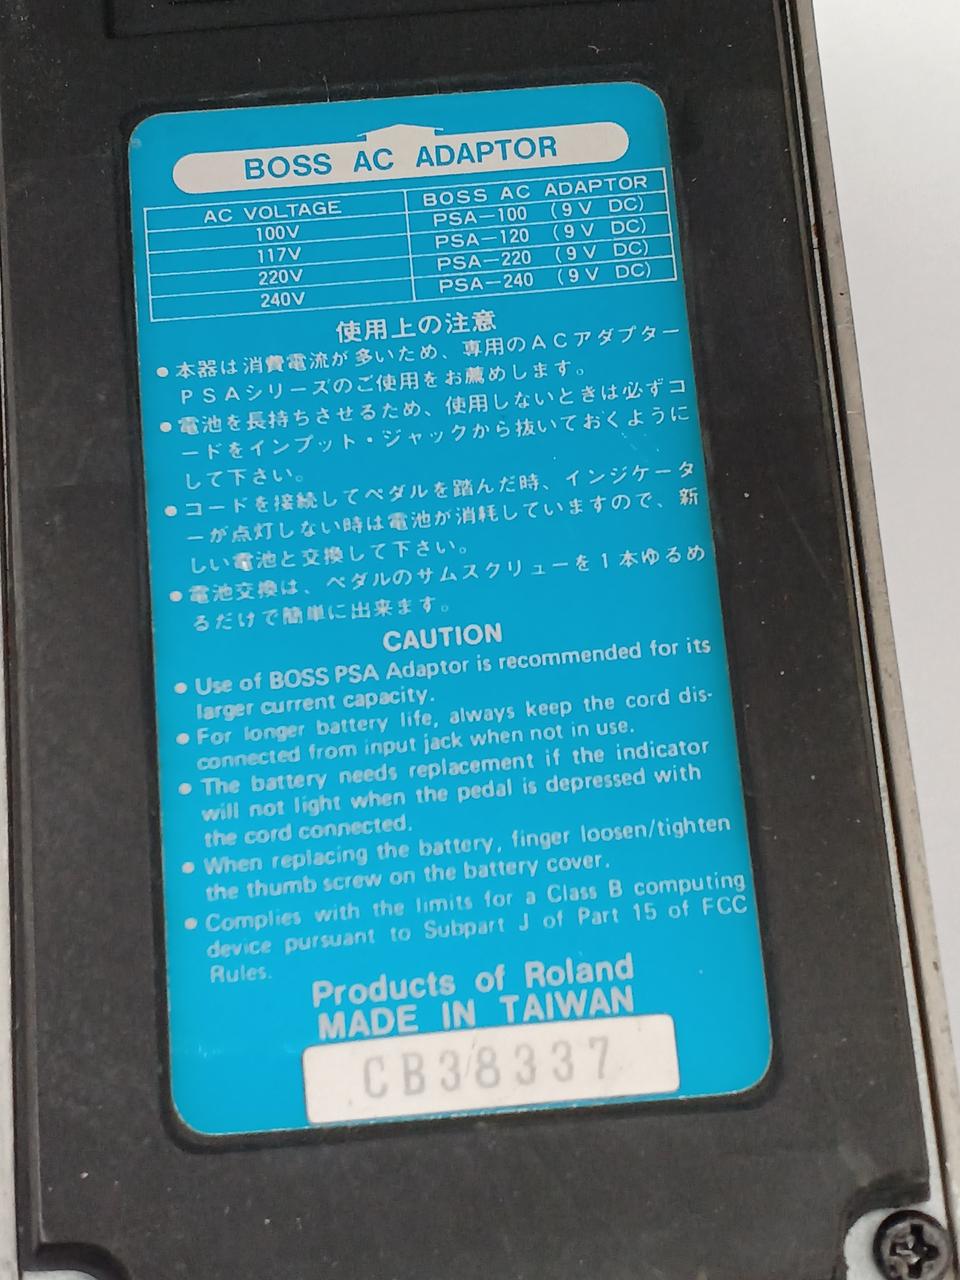 BOSS AC ADAPTOR
AC VOLTAGE BOSS AC ADAPTOR
100V PSA-100 (9V DC)
117V PSA-120 (9V DC)
220V PSA-220 (9V DC)
240V PSA-240 (9V DC)
使用上の注意
●本器は消費電流が多いため、専用のACアダプター
PSAシリーズのご使用をお薦めします。
●電池を長持ちさせるため、使用しないときは必ずコ
ードをインプット・ジャックから抜いておくように
して下さい。
●コードを接続してペダルを踏んだ時、インジケータ
ーが点灯しない時は電池が消耗していますので、新
しい電池と交換して下さい。
●電池交換は、ペダルのサムスクリューを1本ゆるめ
るだけで簡単に出来ます。
CAUTION
● Use of BOSS PSA Adaptor is recommended for its
larger current capacity.
● For longer battery life, always keep the cord dis-
connected from input jack when not in use.
● The battery needs replacement if the indicator
will not light when the pedal is depressed with
the cord connected.
● When replacing the battery, finger loosen/tighten
the thumb screw on the battery cover.
● Complies with the limits for a Class B computing
device pursuant to Subpart J of Part 15 of FCC
Rules.
Products of Roland
MADE IN TAIWAN
CB38337